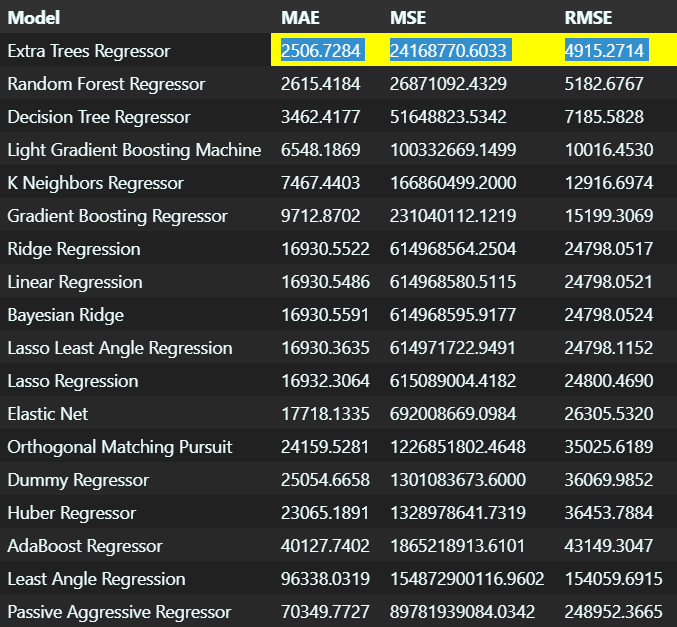 Model MAE MSE RMSE
Extra Trees Regressor 2506.7284 24168770.6033 4915.2714
Random Forest Regressor 2615.4184 26871092.4329 5182.6767
Decision Tree Regressor 3462.4177 51648823.5342 7185.5828
Light Gradient Boosting Machine 6548.1869 100332669.1499 10016.4530
K Neighbors Regressor 7467.4403 166860499.2000 12916.6974
Gradient Boosting Regressor 9712.8702 231040112.1219 15199.3069
Ridge Regression 16930.5522 614968564.2504 24798.0517
Linear Regression 16930.5486 614968580.5115 24798.0521
Bayesian Ridge 16930.5591 614968595.9177 24798.0524
Lasso Least Angle Regression 16930.3635 614971722.9491 24798.1152
Lasso Regression 16932.3064 615089004.4182 24800.4690
Elastic Net 17718.1335 692008669.0984 26305.5320
Orthogonal Matching Pursuit 24159.5281 1226851802.4648 35025.6189
Dummy Regressor 25054.6658 1301083673.6000 36069.9852
Huber Regressor 23065.1891 1328978641.7319 36453.7884
AdaBoost Regressor 40127.7402 1865218913.6101 43149.3047
Least Angle Regression 96338.0319 154872900116.9602 154059.6915
Passive Aggressive Regressor 70349.7727 89781939084.0342 248952.3665